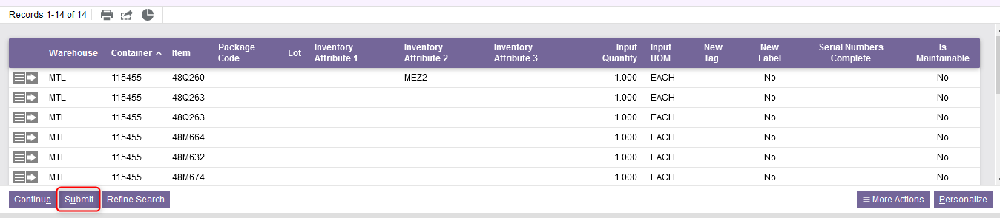 Records 1-14 of 14
Warehouse Container Item Package Code Lot Inventory Attribute 1 Inventory Attribute 2 Inventory Attribute 3 Input Quantity Input UOM New Tag New Label Serial Numbers Complete Is Maintainable
MTL 115455 48Q260 MEZ2 1.000 EACH No No
MTL 115455 48Q263 1.000 EACH No No
MTL 115455 48Q263 1.000 EACH No No
MTL 115455 48M664 1.000 EACH No No
MTL 115455 48M632 1.000 EACH No No
MTL 115455 48M674 1.000 EACH No No
Continue Submit Refine Search More Actions Personalize